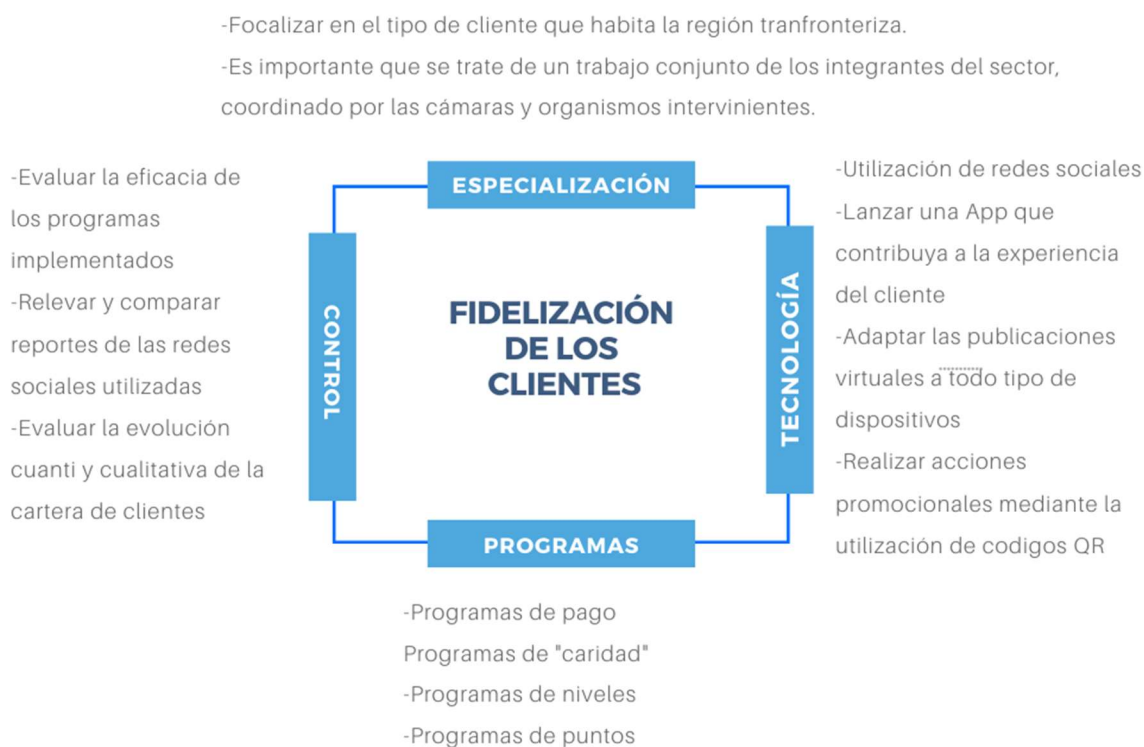 -Focalizar en el tipo de cliente que habita la región tranfronteriza.
-Es importante que se trate de un trabajo conjunto de los integrantes del sector,
coordinado por las cámaras y organismos intervinientes.
ESPECIALIZACIÓN
-Evaluar la eficacia de
los programas
implementados
-Relevar y comparar
reportes de las redes
sociales utilizadas
-Evaluar la evolución
cuanti y cualitativa de la
cartera de clientes
CONTROL
FIDELIZACIÓN
DE LOS
CLIENTES
TECNOLOGÍA
-Utilización de redes sociales
-Lanzar una App que
contribuya a la experiencia
del cliente
-Adaptar las publicaciones
virtuales a todo tipo de
dispositivos
-Realizar acciones
promocionales mediante la
utilización de codigos QR
PROGRAMAS
-Programas de pago
Programas de "caridad"
-Programas de niveles
-Programas de puntos